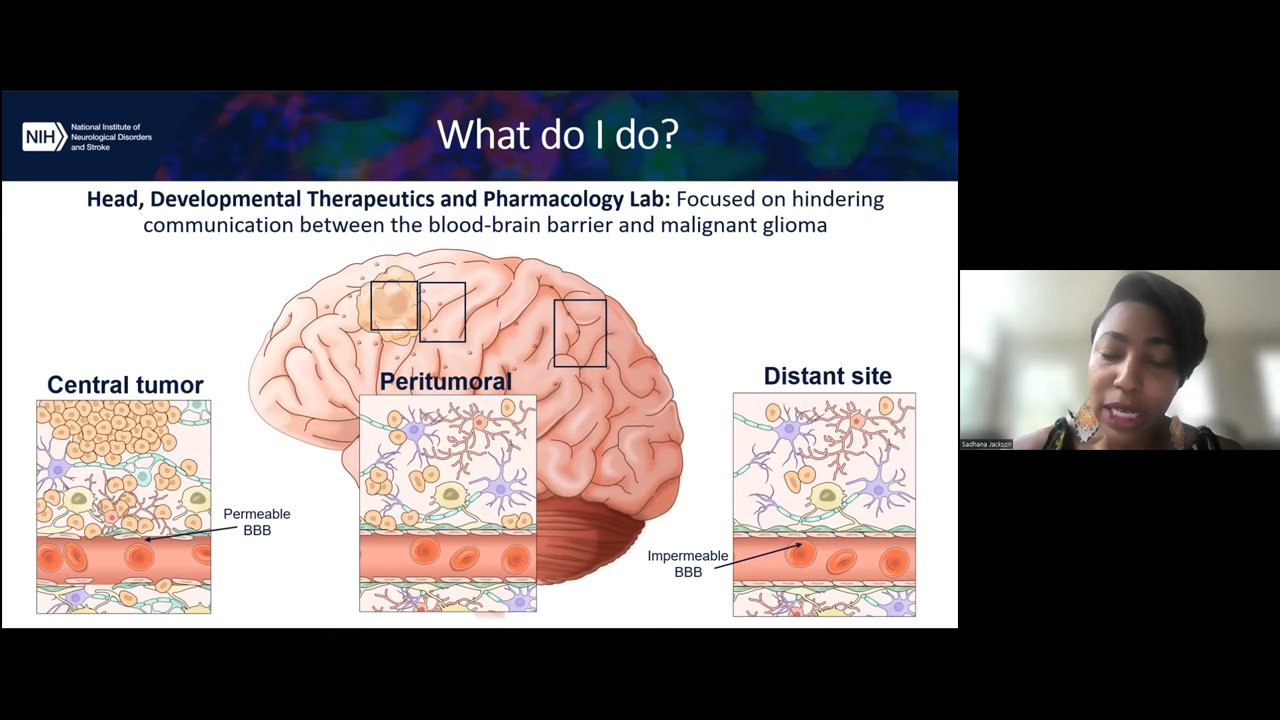 NIH
National Institute of
Neurological Disorders
and Stroke
What do I do?
Head, Developmental Therapeutics and Pharmacology Lab: Focused on hindering
communication between the blood-brain barrier and malignant glioma
Central tumor
Peritumoral
Distant site
Permeable
BBB
Impermeable
BBB
Sadhana Jackson